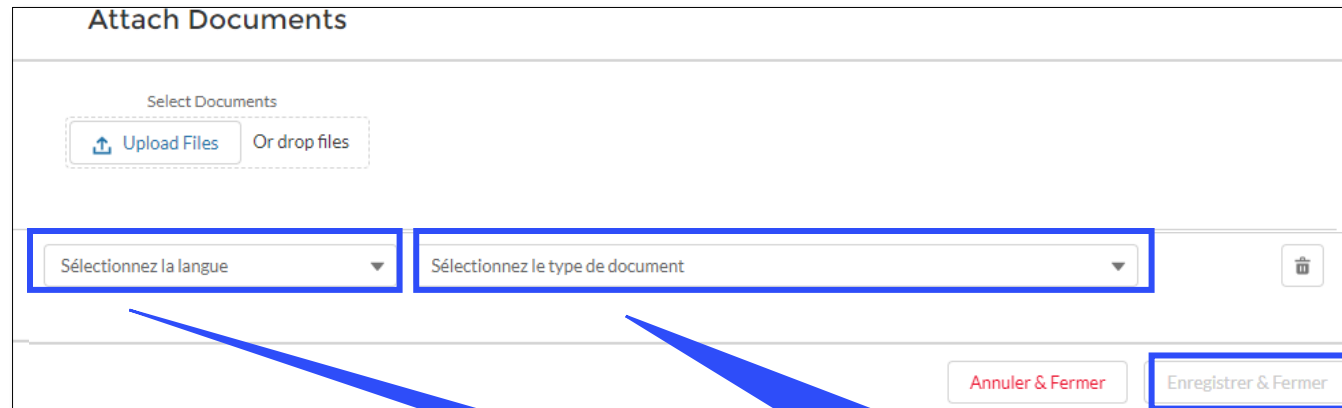 Attach Documents
Select Documents
Upload Files Or drop files
Sélectionnez la langue Sélectionnez le type de document
Annuler & Fermer Enregistrer & Fermer